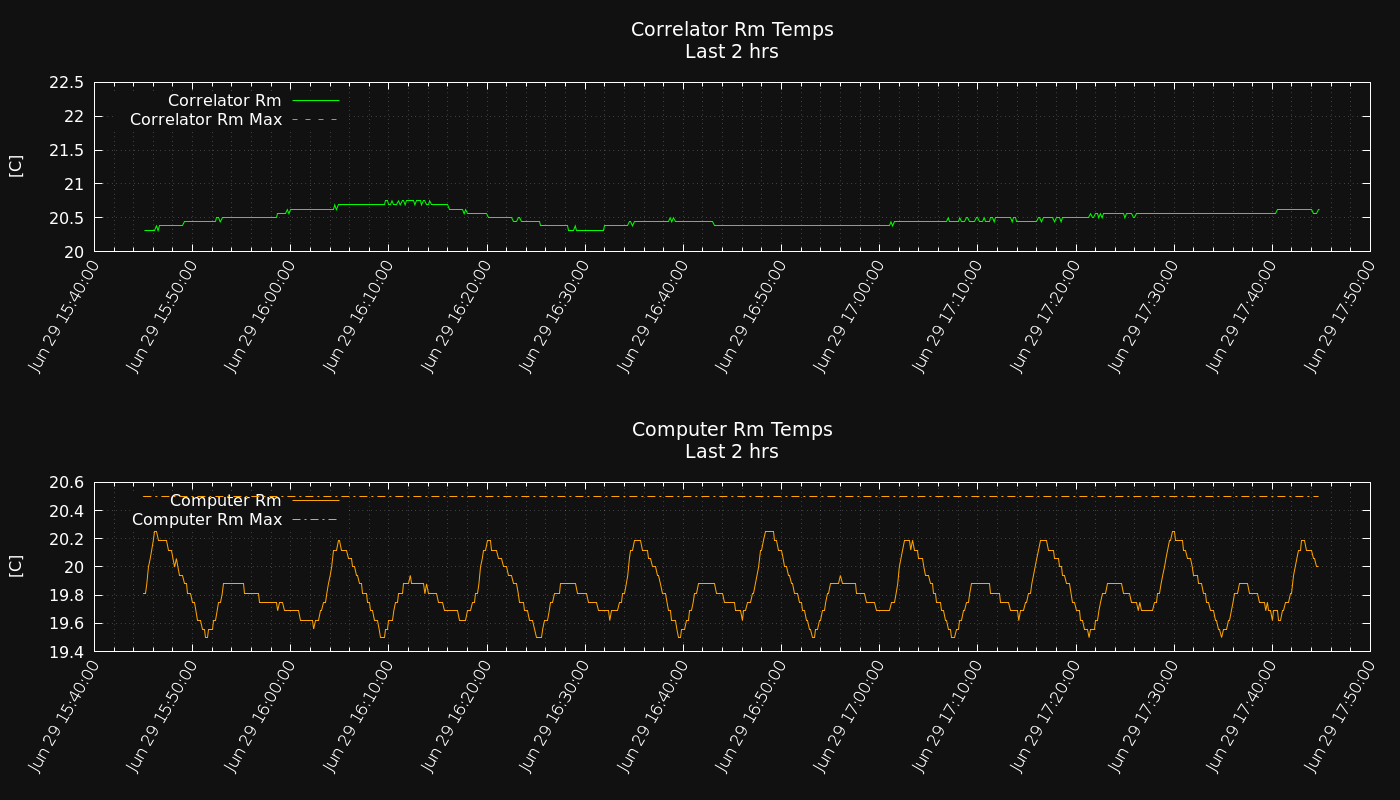 Correlator Rm Temps
Last 2 hrs
22.5
22
21.5
21
20.5
20
[C]
Correlator Rm
Correlator Rm Max
Jun 29 15:40:00
Jun 29 15:50:00
Jun 29 16:00:00
Jun 29 16:10:00
Jun 29 16:20:00
Jun 29 16:30:00
Jun 29 16:40:00
Jun 29 16:50:00
Jun 29 17:00:00
Jun 29 17:10:00
Jun 29 17:20:00
Jun 29 17:30:00
Jun 29 17:40:00
Jun 29 17:50:00
Computer Rm Temps
Last 2 hrs
20.6
20.4
20.2
20
19.8
19.6
19.4
[C]
Computer Rm
Computer Rm Max
Jun 29 15:40:00
Jun 29 15:50:00
Jun 29 16:00:00
Jun 29 16:10:00
Jun 29 16:20:00
Jun 29 16:30:00
Jun 29 16:40:00
Jun 29 16:50:00
Jun 29 17:00:00
Jun 29 17:10:00
Jun 29 17:20:00
Jun 29 17:30:00
Jun 29 17:40:00
Jun 29 17:50:00